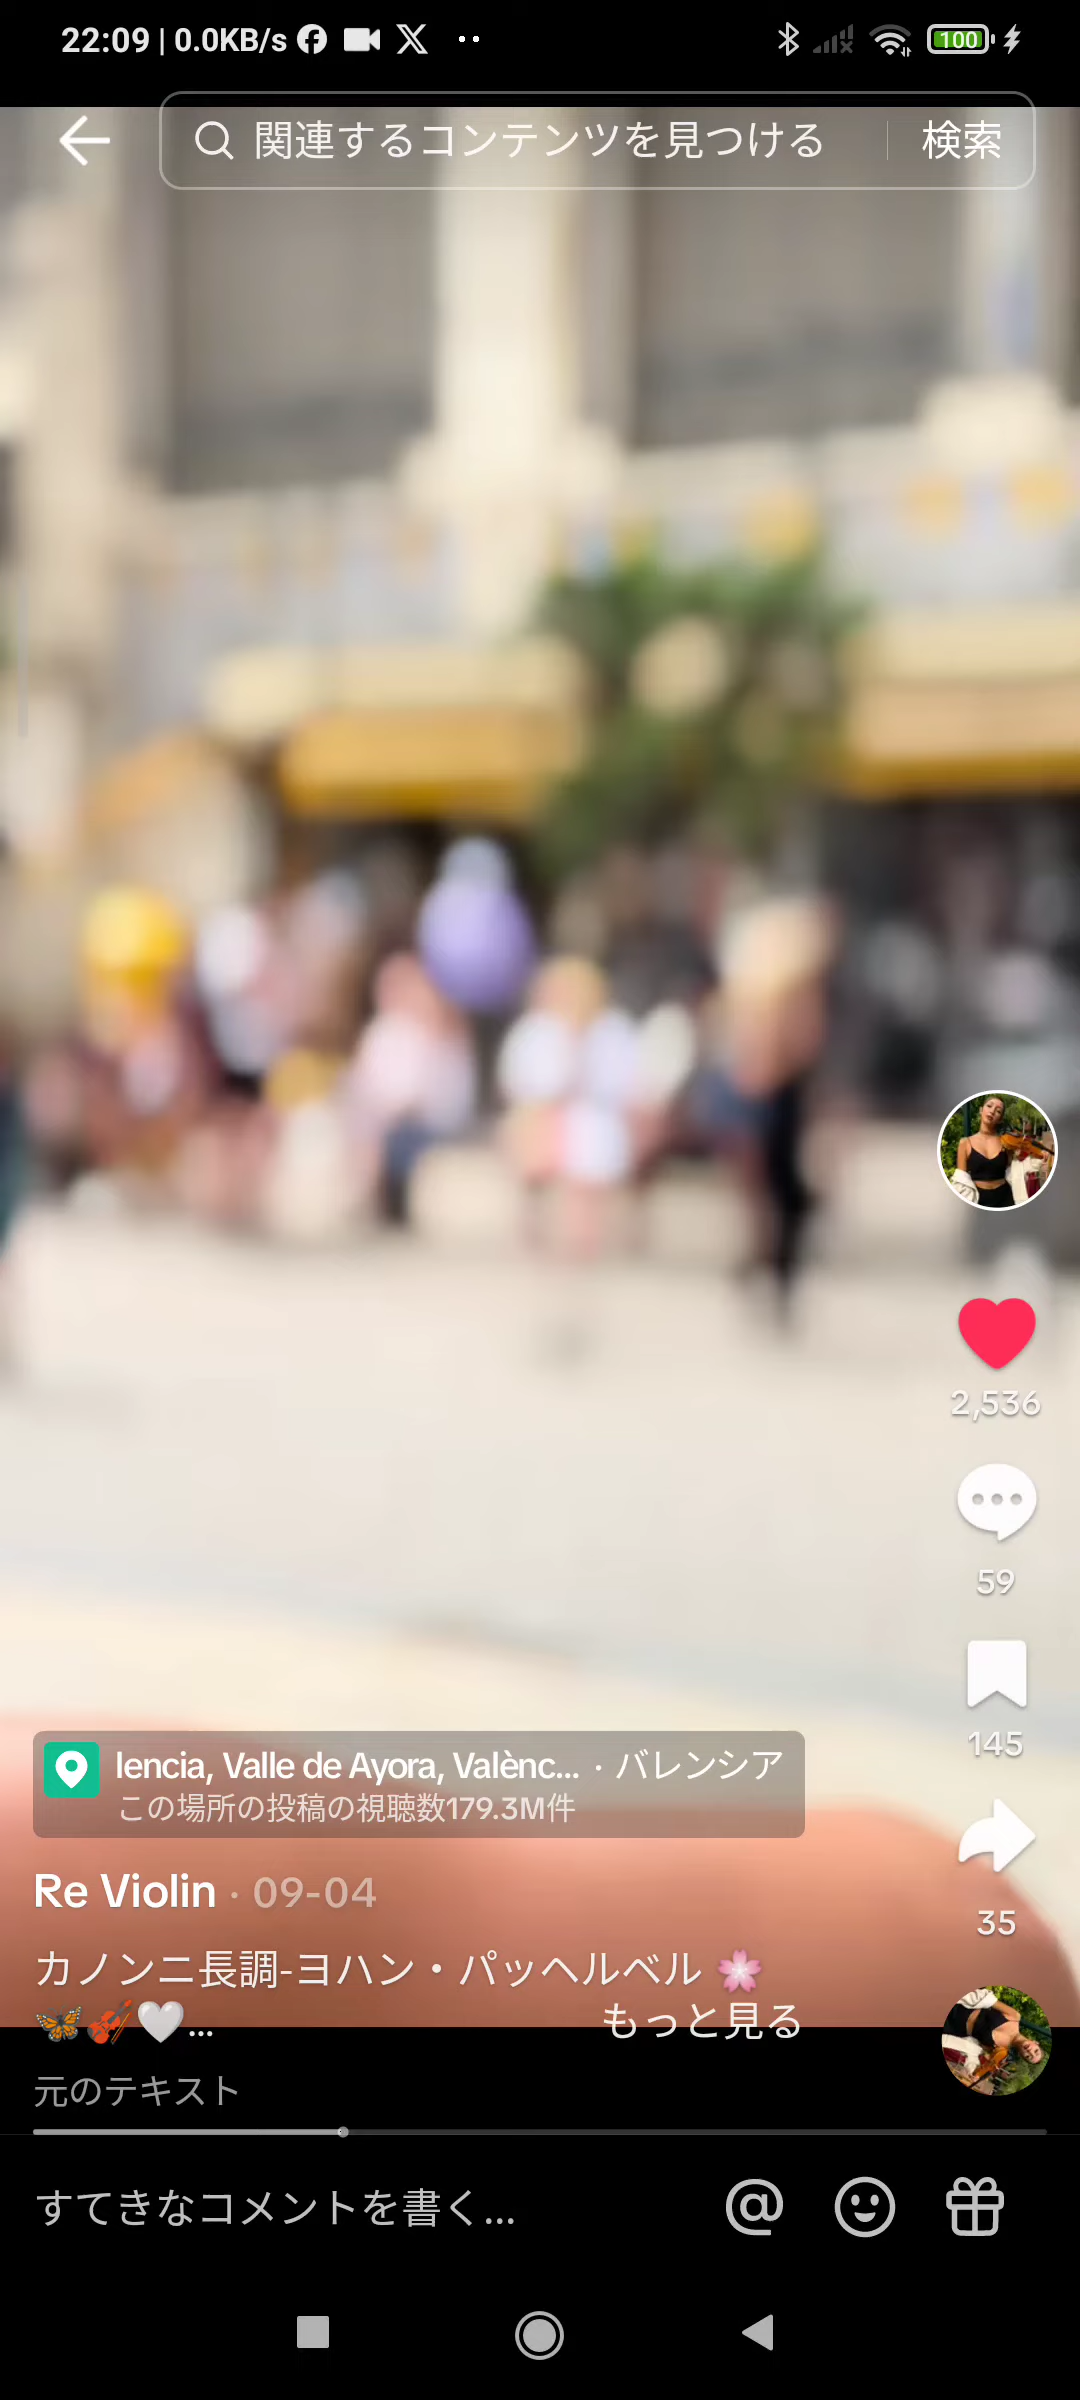 22:09 | 0.0KB/s
100
関連するコンテンツを見つける
検索
2,536
59
145
35
lencia, Valle de Ayora, Valènc... · バレンシア
この場所の投稿の視聴数179.3M件
Re Violin · 09-04
カノンニ長調-ヨハン・パッヘルベル 🌸
🦋🎻🤍... もっと見る
元のテキスト
すてきなコメントを書く...